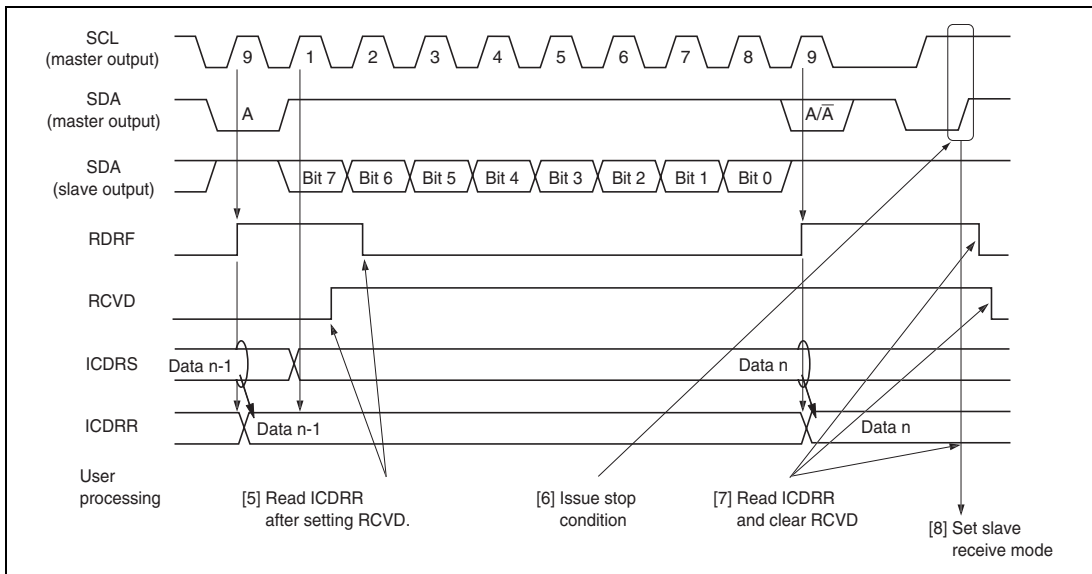 SCL
(master output)
9 1 2 3 4 5 6 7 8 9
SDA
(master output)
A A/A̅
SDA
(slave output)
Bit 7 Bit 6 Bit 5 Bit 4 Bit 3 Bit 2 Bit 1 Bit 0
RDRF
RCVD
ICDRS
Data n-1 Data n
ICDRR
Data n-1 Data n
User
processing
[5] Read ICDRR
after setting RCVD.
[6] Issue stop
condition
[7] Read ICDRR
and clear RCVD
[8] Set slave
receive mode